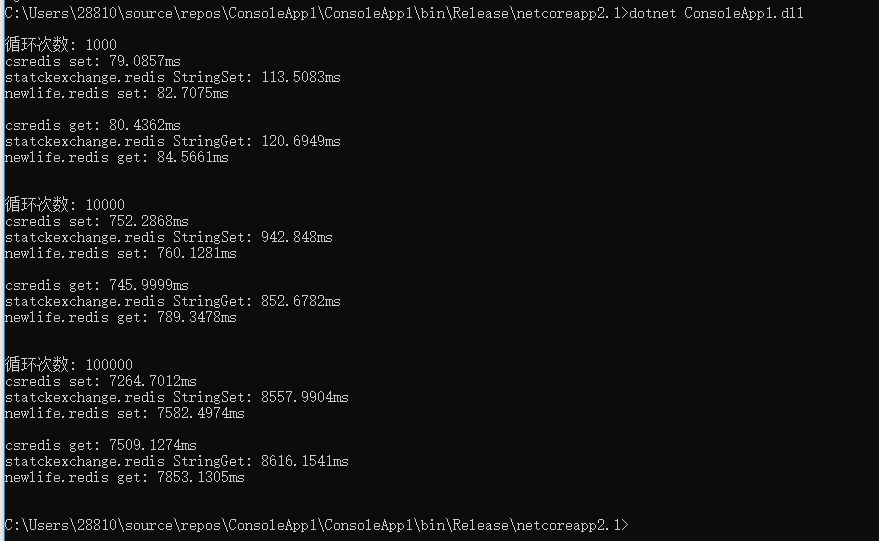 C:\Users\28810\source\repos\ConsoleApp1\ConsoleApp1\bin\Release\netcoreapp2.1>dotnet ConsoleApp1.dll
循环次数: 1000
csredis set: 79.0857ms
statckexchange.redis StringSet: 113.5083ms
newlife.redis set: 82.7075ms
csredis get: 80.4362ms
statckexchange.redis StringGet: 120.6949ms
newlife.redis get: 84.5661ms
循环次数: 10000
csredis set: 752.2868ms
statckexchange.redis StringSet: 942.848ms
newlife.redis set: 760.1281ms
csredis get: 745.9999ms
statckexchange.redis StringGet: 852.6782ms
newlife.redis get: 789.3478ms
循环次数: 100000
csredis set: 7264.7012ms
statckexchange.redis StringSet: 8557.9904ms
newlife.redis set: 7582.4974ms
csredis get: 7509.1274ms
statckexchange.redis StringGet: 8616.1541ms
newlife.redis get: 7853.1305ms
C:\Users\28810\source\repos\ConsoleApp1\ConsoleApp1\bin\Release\netcoreapp2.1>